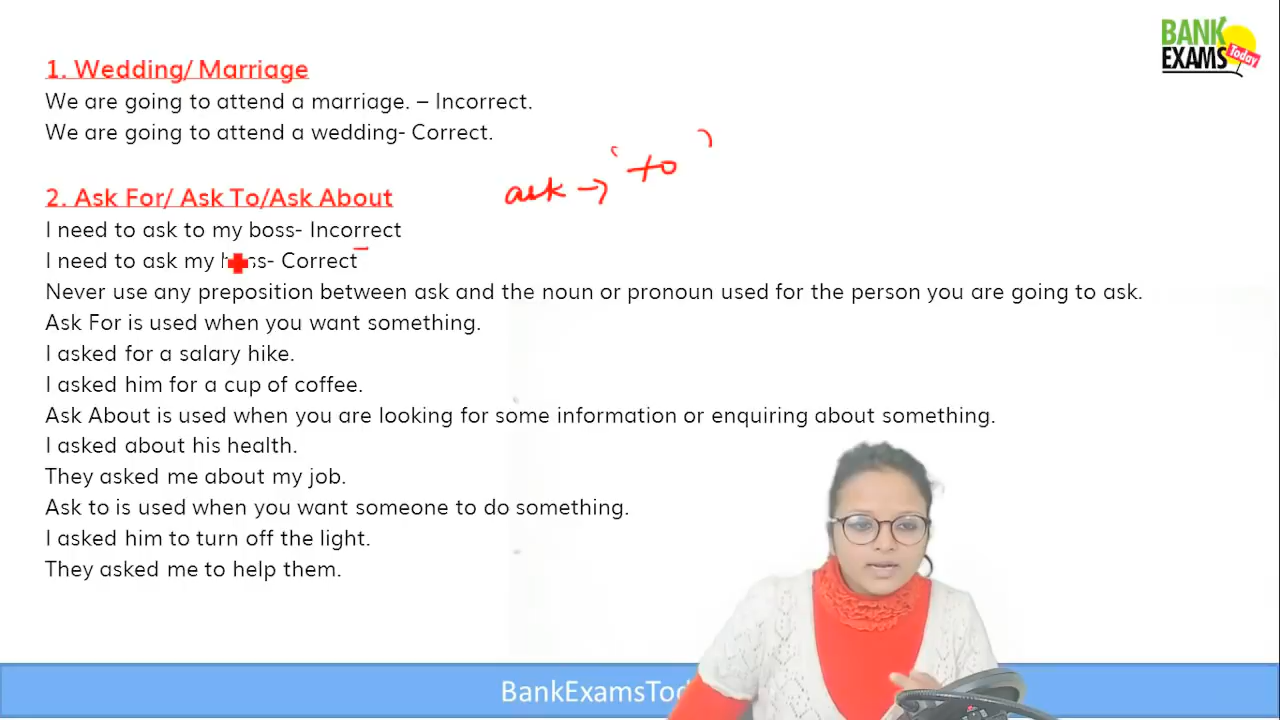 BANK
EXAMS Today
1. Wedding/ Marriage
We are going to attend a marriage. – Incorrect.
We are going to attend a wedding- Correct.
ask → ‘to’
2. Ask For/ Ask To/Ask About
I need to ask to my boss- Incorrect
I need to ask my boss- Correct
Never use any preposition between ask and the noun or pronoun used for the person you are going to ask.
Ask For is used when you want something.
I asked for a salary hike.
I asked him for a cup of coffee.
Ask About is used when you are looking for some information or enquiring about something.
I asked about his health.
They asked me about my job.
Ask to is used when you want someone to do something.
I asked him to turn off the light.
They asked me to help them.
BankExamsTod